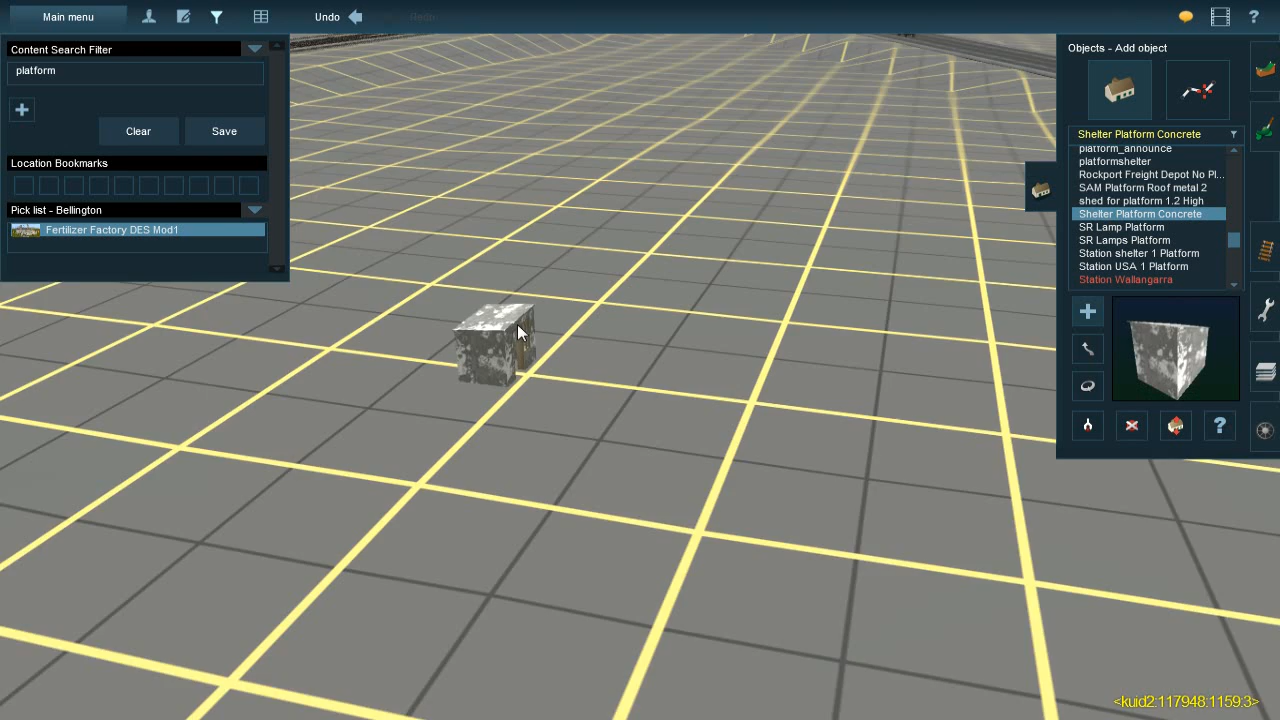 Main menu
Undo
Redo
?
Content Search Filter
platform
Clear
Save
Location Bookmarks
Pick list - Bellington
Fertilizer Factory DES Mod1
Objects - Add object
Shelter Platform Concrete
platform_announce
platformshelter
Rockport Freight Depot No Pl...
SAM Platform Roof metal 2
shed for platform 1.2 High
Shelter Platform Concrete
SR Lamp Platform
SR Lamps Platform
Station shelter 1 Platform
Station USA 1 Platform
Station Wallangarra
?
<kuid2:117948:1159:3>